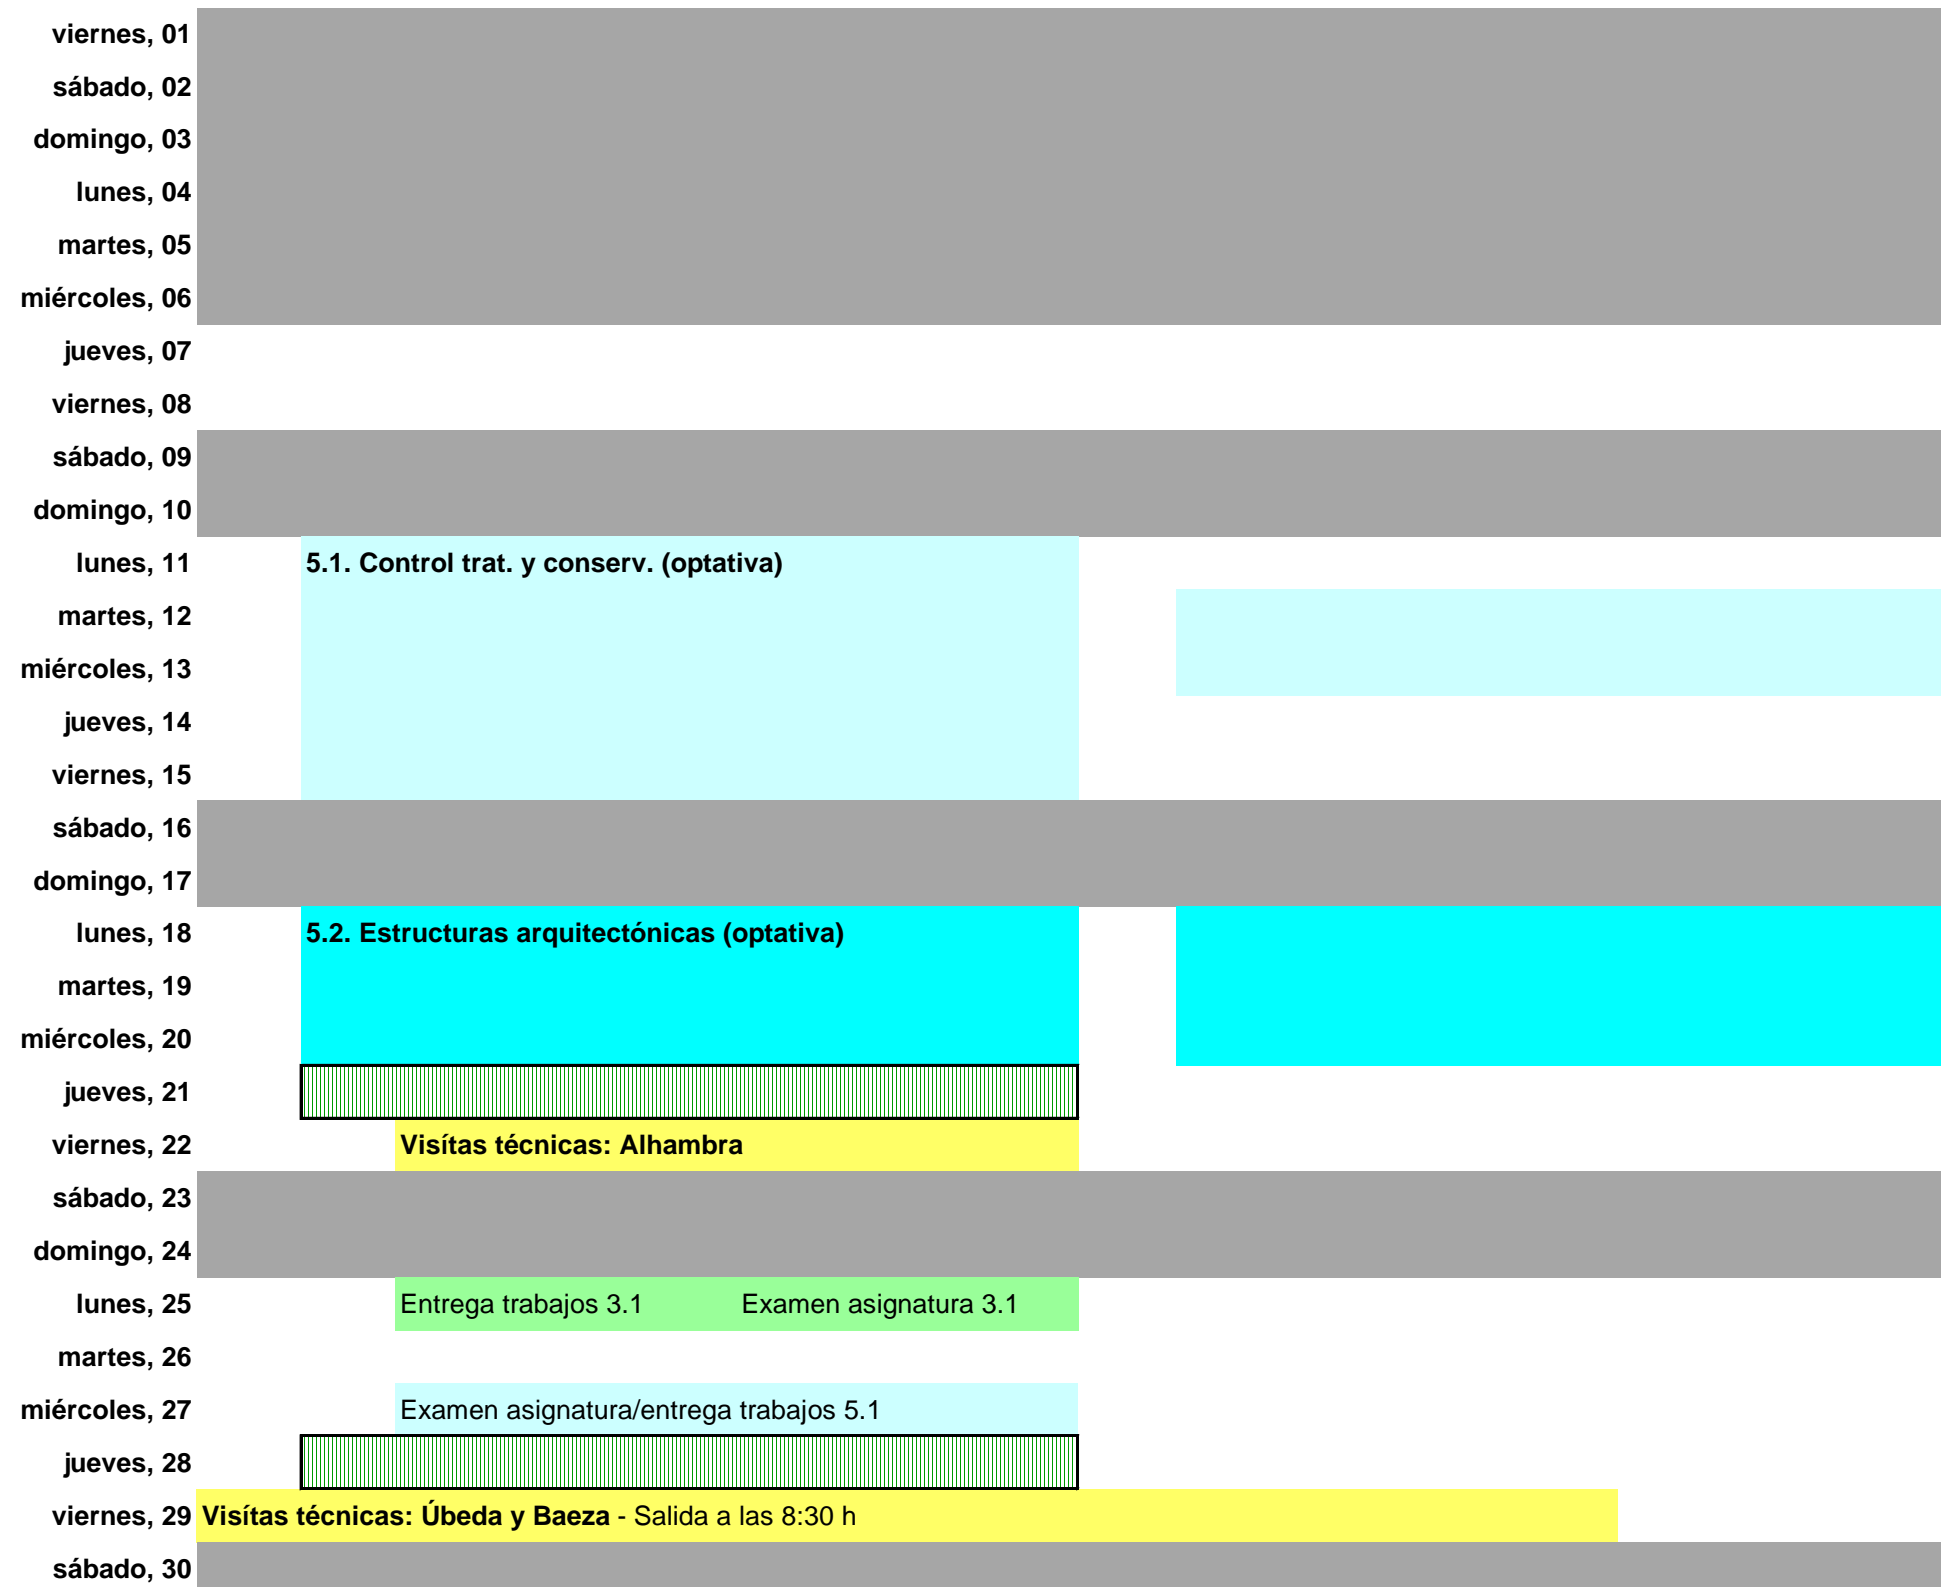 viernes, 01
sábado, 02
domingo, 03
lunes, 04
martes, 05
miércoles, 06
jueves, 07
viernes, 08
sábado, 09
domingo, 10
lunes, 11 5.1. Control trat. y conserv. (optativa)
martes, 12
miércoles, 13
jueves, 14
viernes, 15
sábado, 16
domingo, 17
lunes, 18 5.2. Estructuras arquitectónicas (optativa)
martes, 19
miércoles, 20
jueves, 21
viernes, 22 Visítas técnicas: Alhambra
sábado, 23
domingo, 24
lunes, 25 Entrega trabajos 3.1 Examen asignatura 3.1
martes, 26
miércoles, 27 Examen asignatura/entrega trabajos 5.1
jueves, 28
viernes, 29 Visítas técnicas: Úbeda y Baeza - Salida a las 8:30 h
sábado, 30